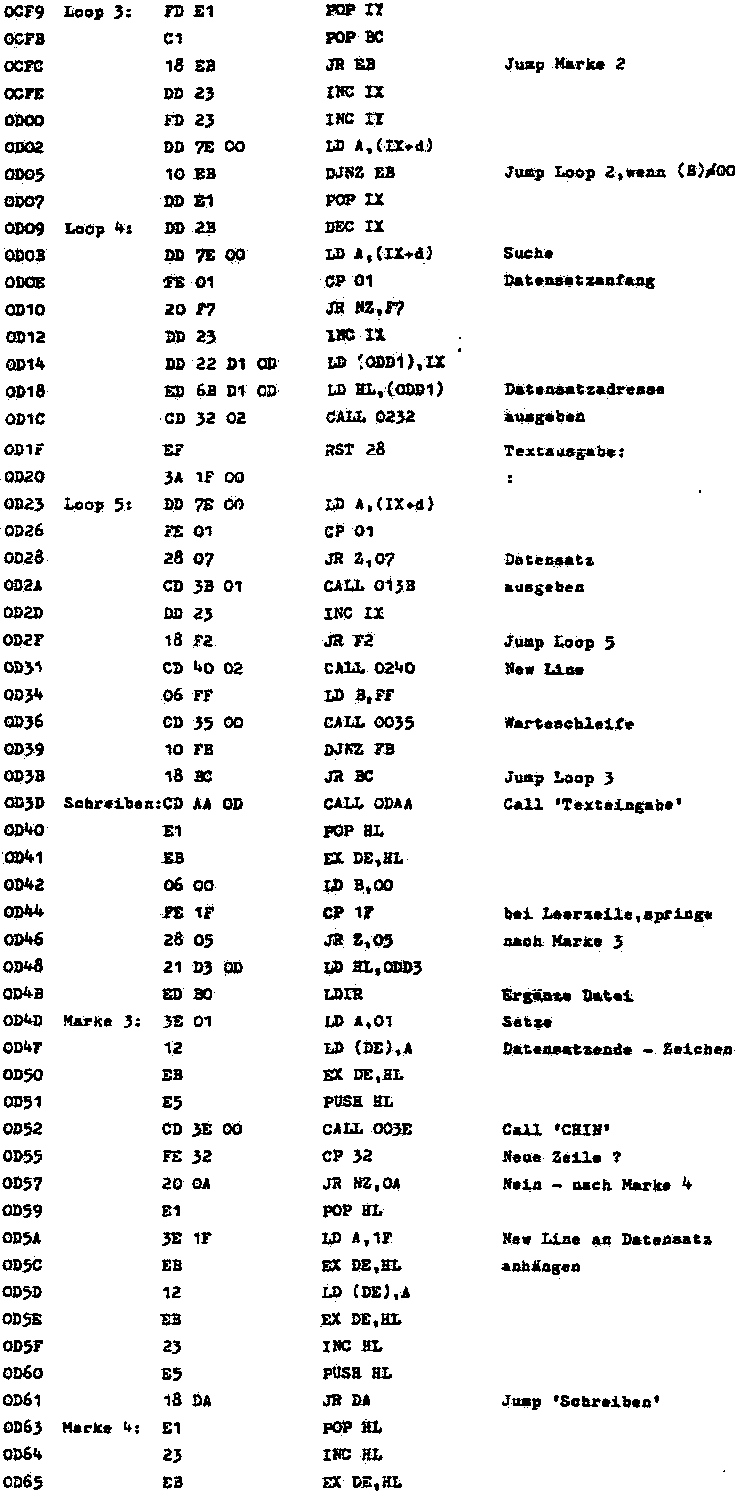 0CF9 Loop 3: FD E1 POP IY
0CFB C1 POP BC
0CFC 18 EB JR EB Jump Marke 2
0CFE DD 23 INC IX
0D00 FD 23 INC IY
0D02 DD 7E 00 LD A,(IX+d)
0D05 10 EB DJNZ EB Jump Loop 2,wenn (B)≠00
0D07 DD E1 POP IX
0D09 Loop 4: DD 2B DEC IX
0D0B DD 7E 00 LD A,(IX+d) Suche
0D0E FE 01 CP 01 Datensatzanfang
0D10 20 F7 JR NZ,F7
0D12 DD 23 INC IX
0D14 DD 22 D1 0D LD (0DD1),IX
0D18 ED 6B D1 0D LD HL,(0DD1) Datensatzadresse
0D1C CD 32 02 CALL 0232 ausgeben
0D1F EF RST 28 Textausgabe:
0D20 3A 1F 00 :
0D23 Loop 5: DD 7E 00 LD A,(IX+d)
0D26 FE 01 CP 01
0D28 28 07 JR Z,07 Datensatz
0D2A CD 3B 01 CALL 013B ausgeben
0D2D DD 23 INC IX
0D2F 18 F2 JR F2 Jump Loop 5
0D31 CD 40 02 CALL 0240 New Line
0D34 06 FF LD B,FF
0D36 CD 35 00 CALL 0035 Warteschleife
0D39 10 FB DJNZ FB
0D3B 18 BC JR BC Jump Loop 3
0D3D Schreiben:CD AA 0D CALL 0DAA Call 'Texteingabe'
0D40 E1 POP HL
0D41 EB EX DE,HL
0D42 06 00 LD B,00
0D44 FE 1F CP 1F bei Leerzeile,springe
0D46 28 05 JR Z,05 nach Marke 3
0D48 21 D3 0D LD HL,0DD3
0D4B ED B0 LDIR Ergänze Datei
0D4D Marke 3: 3E 01 LD A,01 Setze
0D4F 12 LD (DE),A Datensatzende - Zeichen
0D50 EB EX DE,HL
0D51 E5 PUSH HL
0D52 CD 3E 00 CALL 003E Call 'CHIN'
0D55 FE 32 CP 32 Neue Zeile ?
0D57 20 0A JR NZ,0A Nein - nach Marke 4
0D59 E1 POP HL
0D5A 3E 1F LD A,1F New Line an Datensatz
0D5C EB EX DE,HL anhängen
0D5D 12 LD (DE),A
0D5E EB EX DE,HL
0D5F 23 INC HL
0D60 E5 PUSH HL
0D61 18 DA JR DA Jump 'Schreiben'
0D63 Marke 4: E1 POP HL
0D64 23 INC HL
0D65 EB EX DE,HL